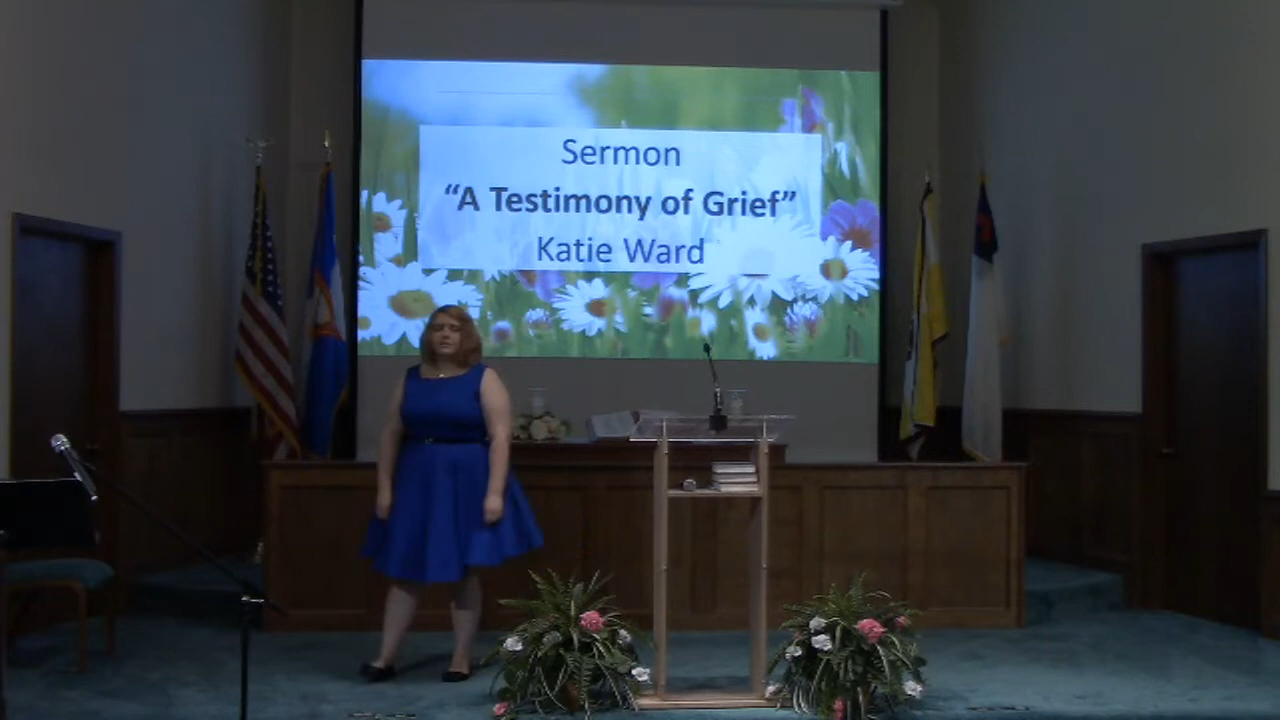 Sermon
“A Testimony of Grief”
Katie Ward